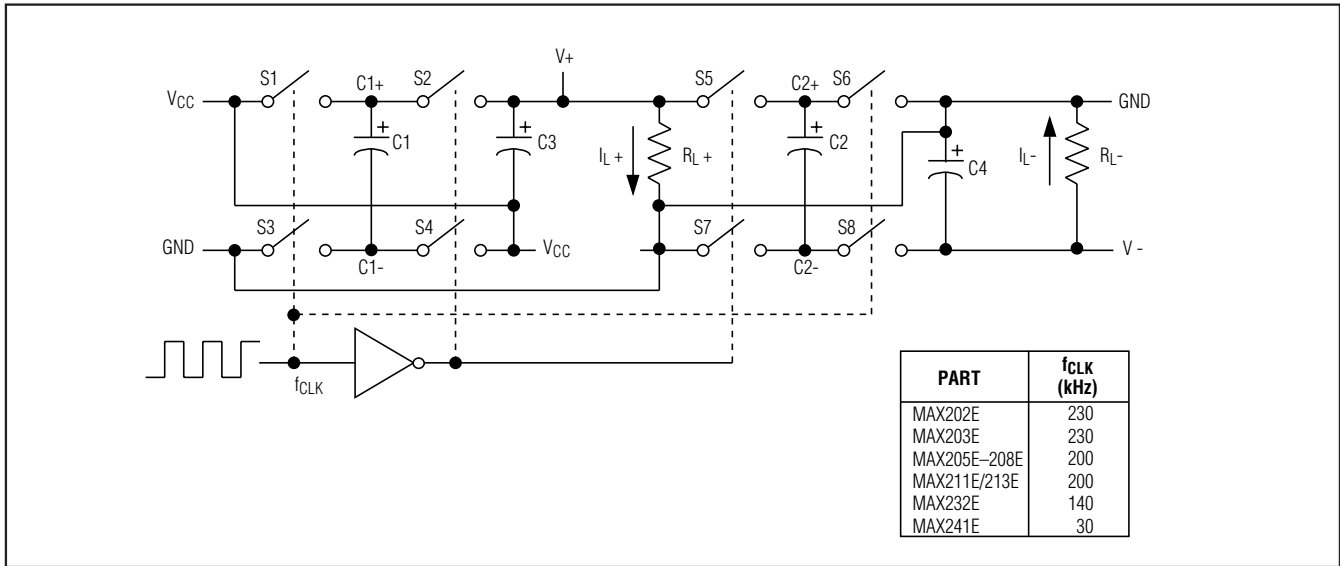 V+
S1 C1+ S2 S5 C2+ S6
VCC GND
+ + + +
C1 C3 IL+ RL+ C2 C4 IL- RL-
S3 S4 S7 S8
GND C1- VCC C2- V -
fCLK
PART fCLK (kHz)
MAX202E 230
MAX203E 230
MAX205E–208E 200
MAX211E/213E 200
MAX232E 140
MAX241E 30